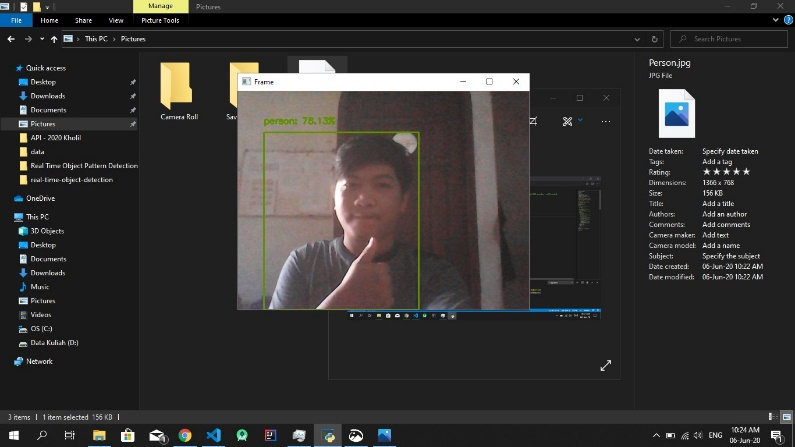 Manage
Pictures
File
Home
Share
View
Picture Tools
This PC
Pictures
Search Pictures
Quick access
Desktop
Downloads
Documents
Pictures
API - 2020 Kholil
data
Real Time Object Pattern Detection
real-time-object-detection
OneDrive
This PC
3D Objects
Desktop
Documents
Downloads
Music
Pictures
Videos
OS (C:)
Data Kuliah (D:)
Network
Camera Roll
Frame
person: 78.13%
Person.jpg
JPG File
Date taken: Specify date taken
Tags: Add a tag
Rating: ★★★★★
Dimensions: 1366 x 768
Size: 156 KB
Title: Add a title
Authors: Add an author
Comments: Add comments
Camera maker: Add text
Camera model: Add a name
Subject: Specify the subject
Date created: 06-Jun-20 10:22 AM
Date modified: 06-Jun-20 10:22 AM
3 items
1 item selected 156 KB
ENG
10:24 AM
06-Jun-20